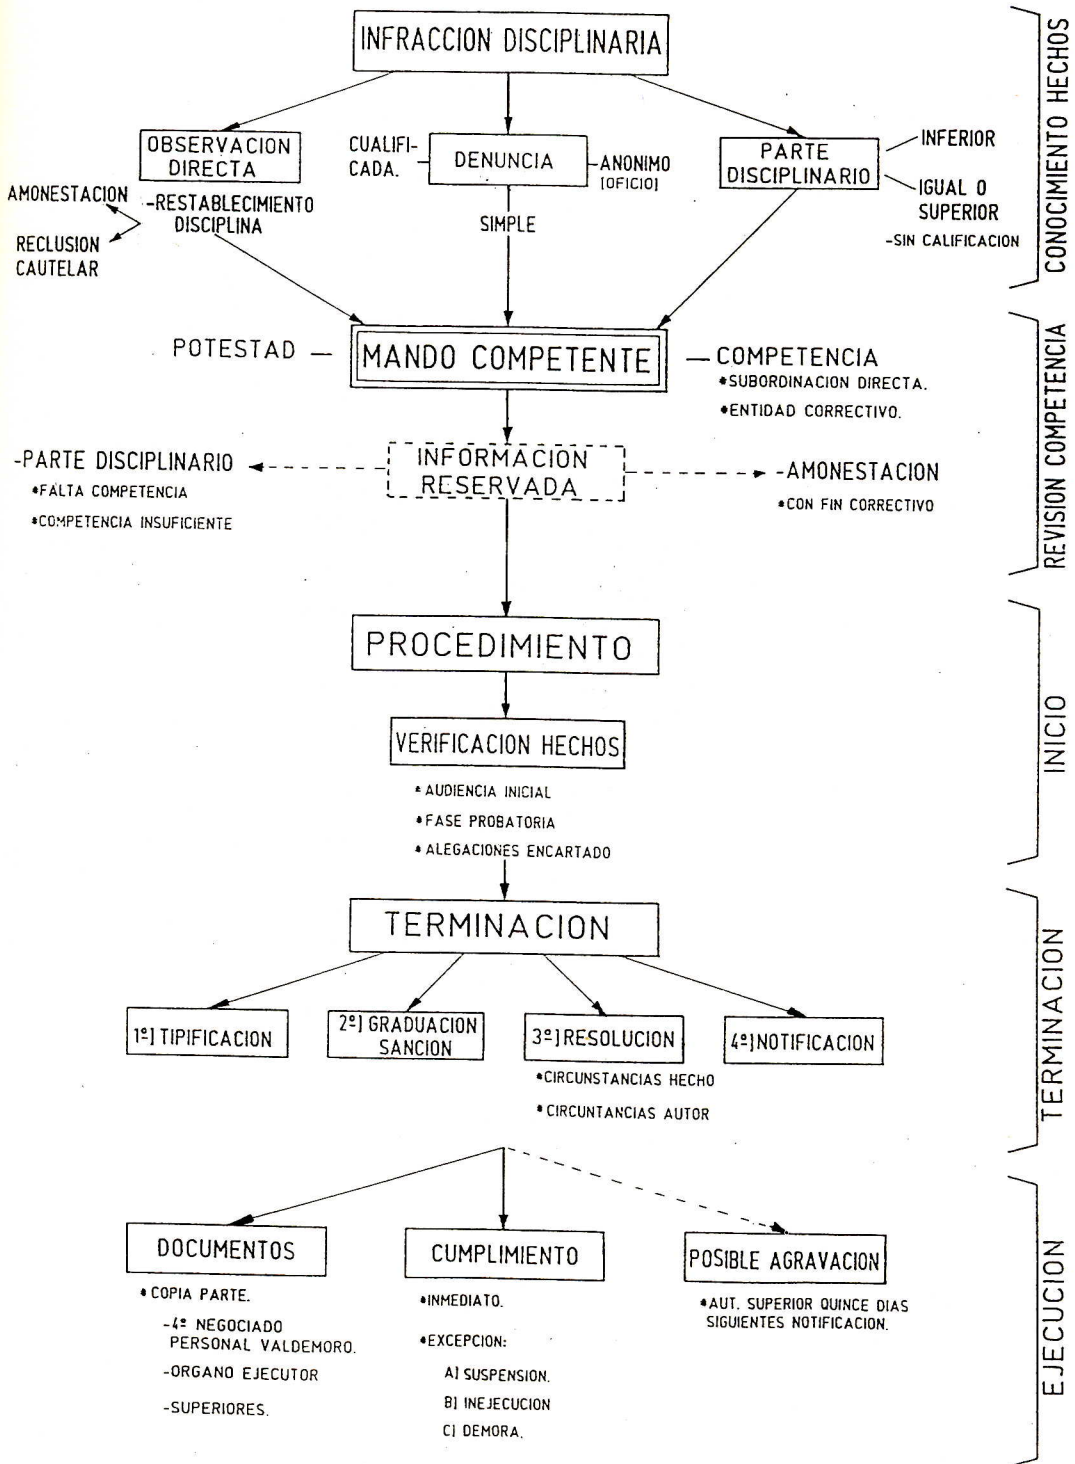 INFRACCION DISCIPLINARIA
OBSERVACION
DIRECTA
CUALIFI-
CADA.
DENUNCIA
-ANONIMO
[OFICIO]
PARTE
DISCIPLINARIO
INFERIOR
IGUAL O
SUPERIOR
-SIN CALIFICACION
AMONESTACION
-RESTABLECIMIENTO
DISCIPLINA
RECLUSION
CAUTELAR
SIMPLE
CONOCIMIENTO HECHOS
POTESTAD —
MANDO COMPETENTE
— COMPETENCIA
*SUBORDINACION DIRECTA.
*ENTIDAD CORRECTIVO.
-PARTE DISCIPLINARIO
*FALTA COMPETENCIA
*COMPETENCIA INSUFICIENTE
INFORMACION
RESERVADA
-AMONESTACION
*CON FIN CORRECTIVO
REVISION COMPETENCIA
PROCEDIMIENTO
VERIFICACION HECHOS
* AUDIENCIA INICIAL
*FASE PROBATORIA
* ALEGACIONES ENCARTADO
INICIO
TERMINACION
1º] TIPIFICACION
2º] GRADUACION
SANCION
3º] RESOLUCION
*CIRCUNSTANCIAS HECHO
* CIRCUNTANCIAS AUTOR
4º] NOTIFICACION
TERMINACION
DOCUMENTOS
* COPIA PARTE.
-4º NEGOCIADO
PERSONAL VALDEMORO.
-ORGANO EJECUTOR
-SUPERIORES.
CUMPLIMIENTO
*INMEDIATO.
*EXCEPCION:
A] SUSPENSION.
B] INEJECUCION
C] DEMORA.
POSIBLE AGRAVACION
*AUT. SUPERIOR QUINCE DIAS
SIGUIENTES NOTIFICACION.
EJECUCION